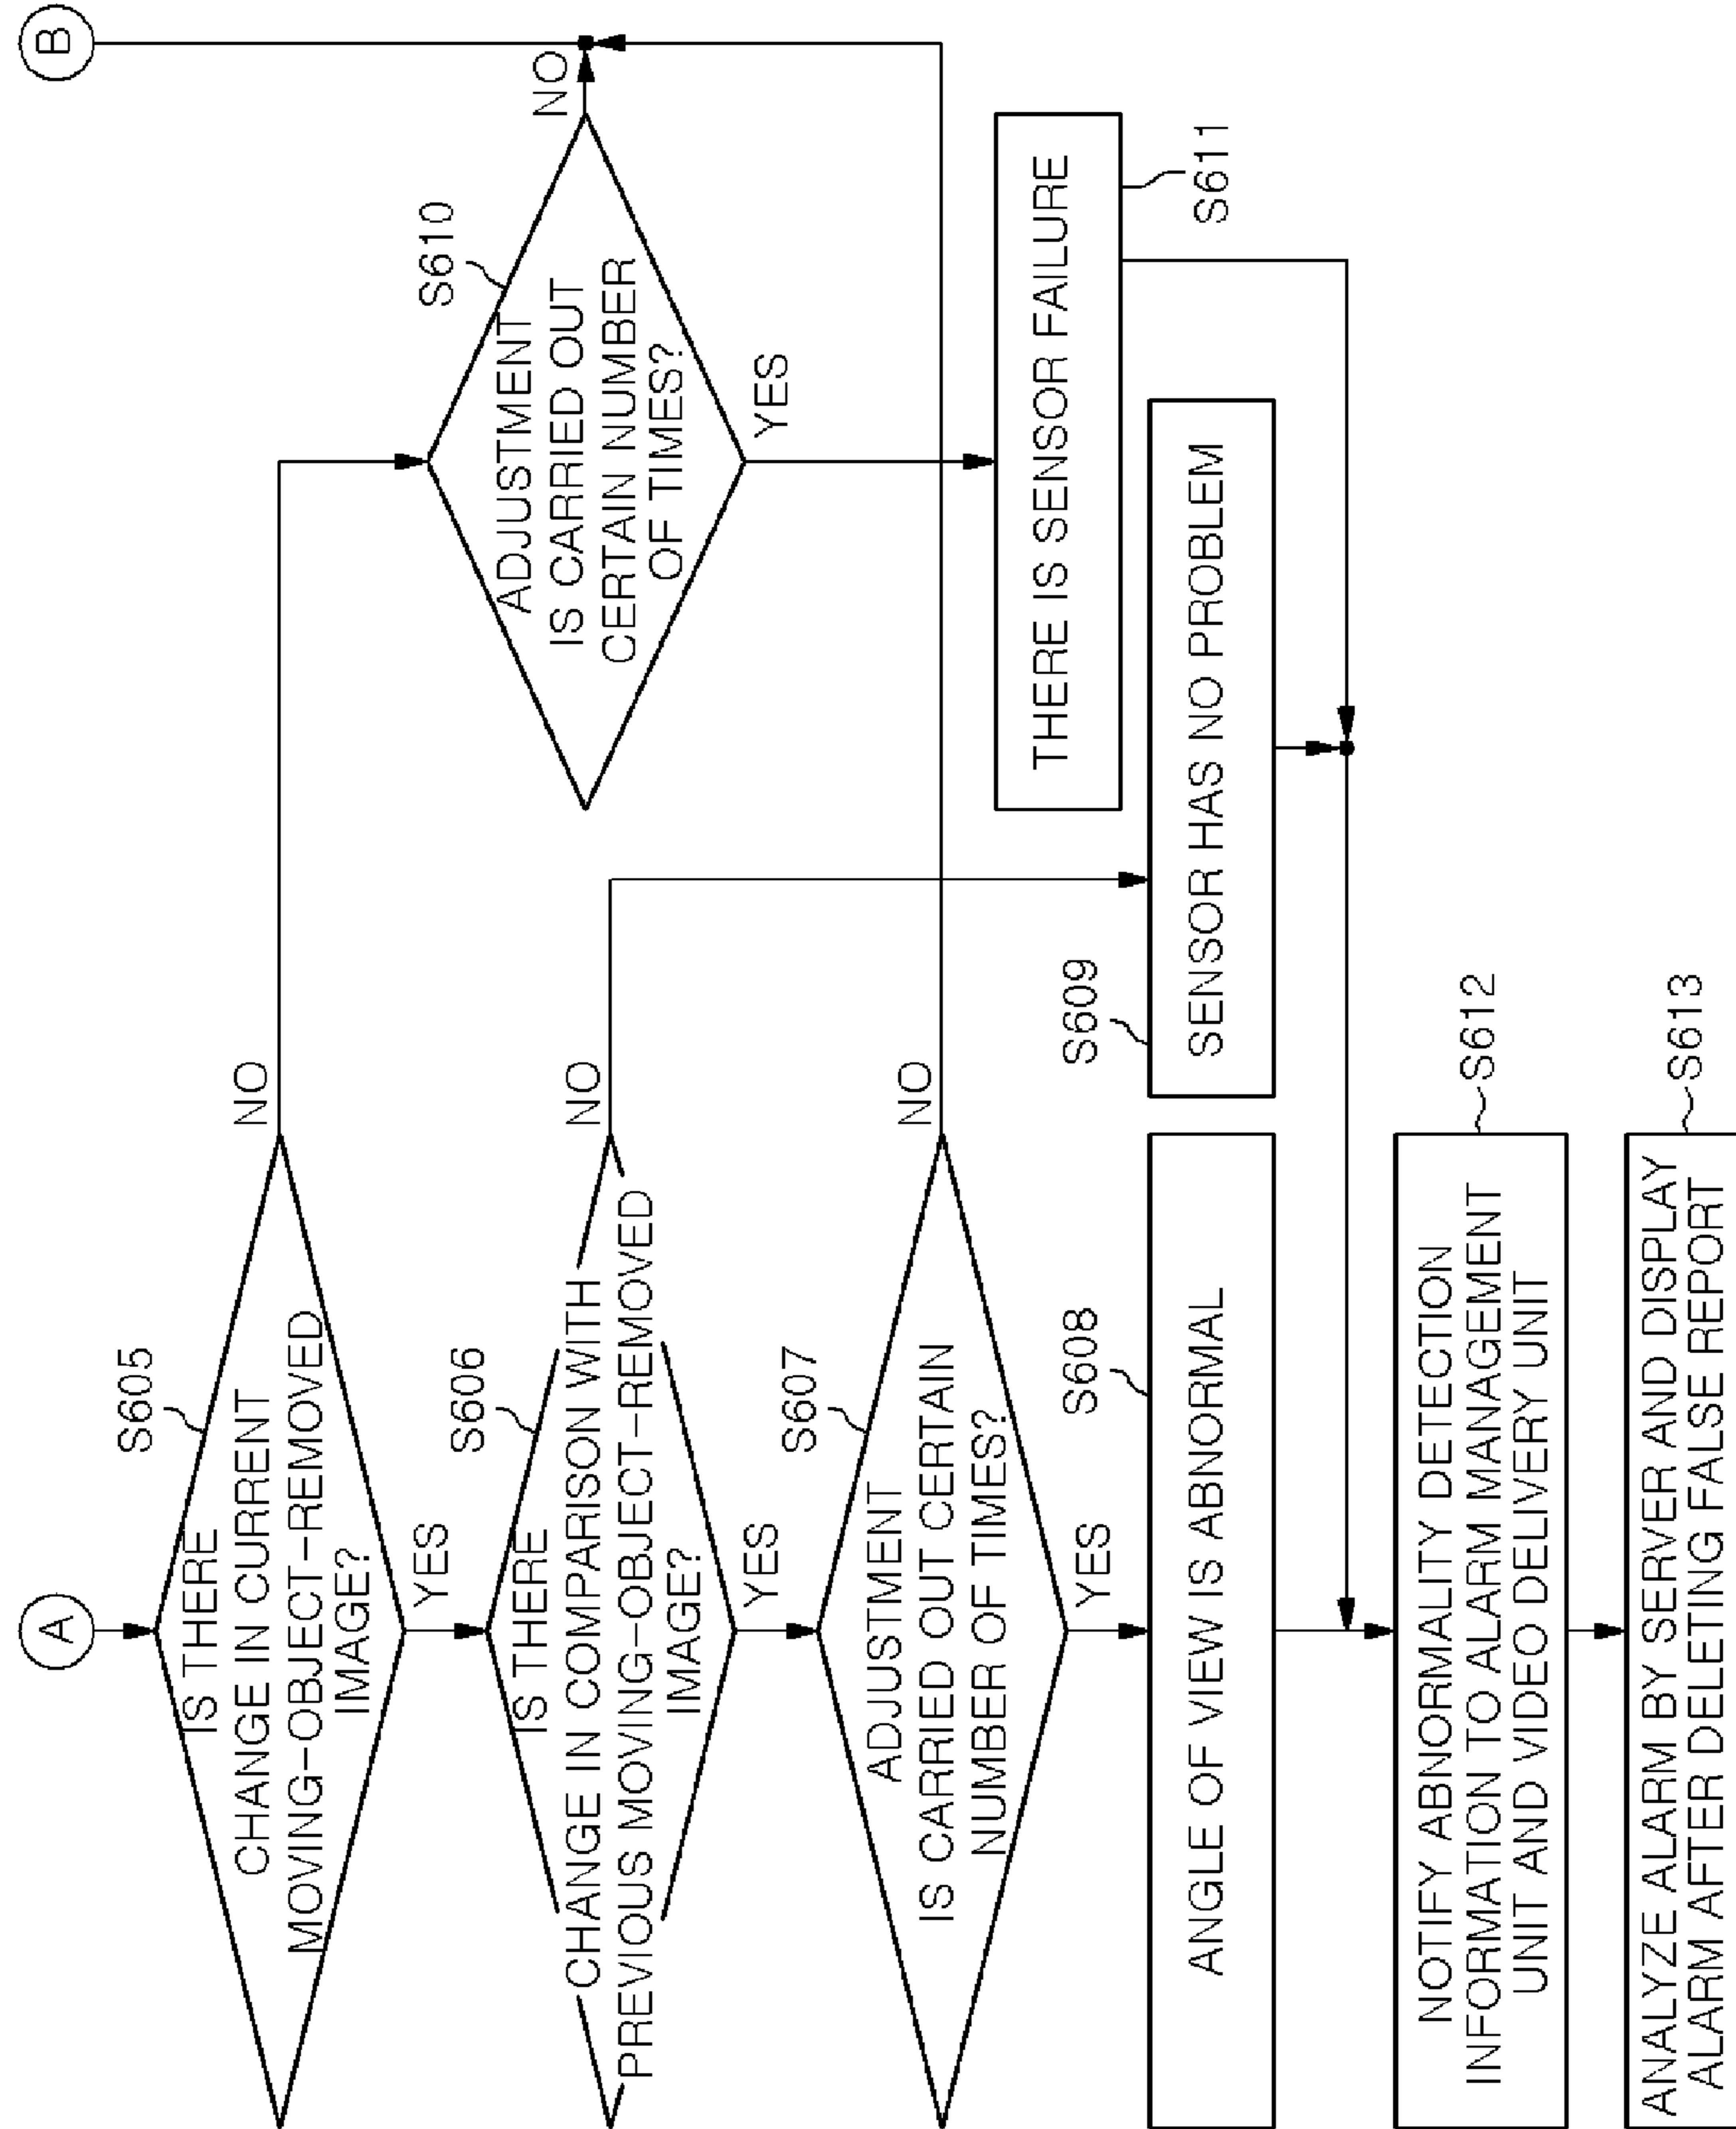 A
B
S605
IS THERE
CHANGE IN CURRENT
MOVING-OBJECT-REMOVED
IMAGE?
NO
YES
S606
IS THERE
CHANGE IN COMPARISON WITH
PREVIOUS MOVING-OBJECT-REMOVED
IMAGE?
NO
YES
S610
ADJUSTMENT
IS CARRIED OUT
CERTAIN NUMBER
OF TIMES?
NO
YES
S607
ADJUSTMENT
IS CARRIED OUT CERTAIN
NUMBER OF TIMES?
NO
YES
THERE IS SENSOR FAILURE
S611
S608
ANGLE OF VIEW IS ABNORMAL
S609
SENSOR HAS NO PROBLEM
NOTIFY ABNORMALITY DETECTION
INFORMATION TO ALARM MANAGEMENT
UNIT AND VIDEO DELIVERY UNIT
S612
ANALYZE ALARM BY SERVER AND DISPLAY
ALARM AFTER DELETING FALSE REPORT
S613